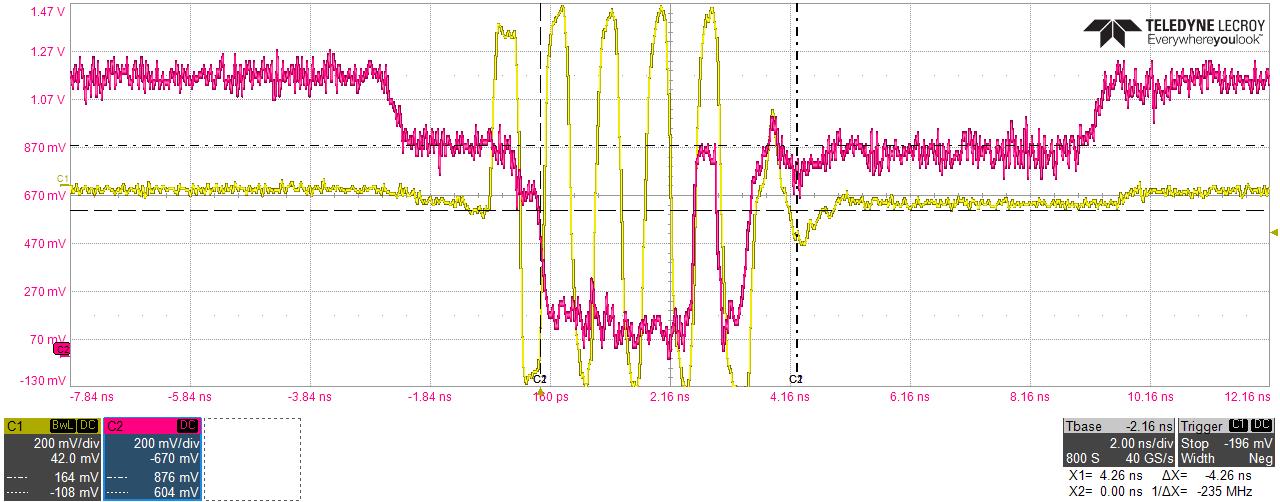 1.47 V
TELEDYNE LECROY
Everywhereyoulook™
1.27 V
1.07 V
870 mV
C1
670 mV
470 mV
270 mV
70 mV
C2
-130 mV
C2
C2
-7.84 ns -5.84 ns -3.84 ns -1.84 ns 160 ps 2.16 ns 4.16 ns 6.16 ns 8.16 ns 10.16 ns 12.16 ns
C1 BwL DC C2 DC Tbase -2.16 ns Trigger C1 DC
200 mV/div 200 mV/div 2.00 ns/div Stop -196 mV
42.0 mV -670 mV 800 S 40 GS/s Width Neg
164 mV 876 mV X1= 4.26 ns ΔX= -4.26 ns
-108 mV 604 mV X2= 0.00 ns 1/ΔX= -235 MHz